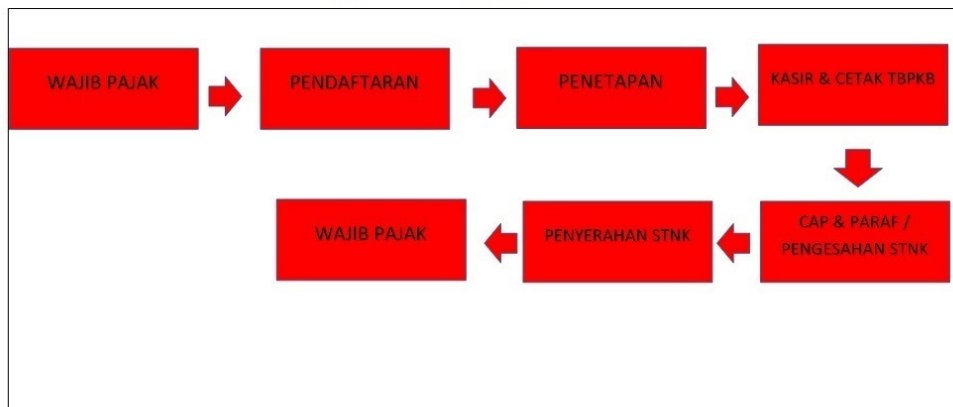 WAJIB PAJAK
PENDAFTARAN
PENETAPAN
KASIR & CETAK TBPKB
CAP & PARAF /
PENGESAHAN STNK
PENYERAHAN STNK
WAJIB PAJAK